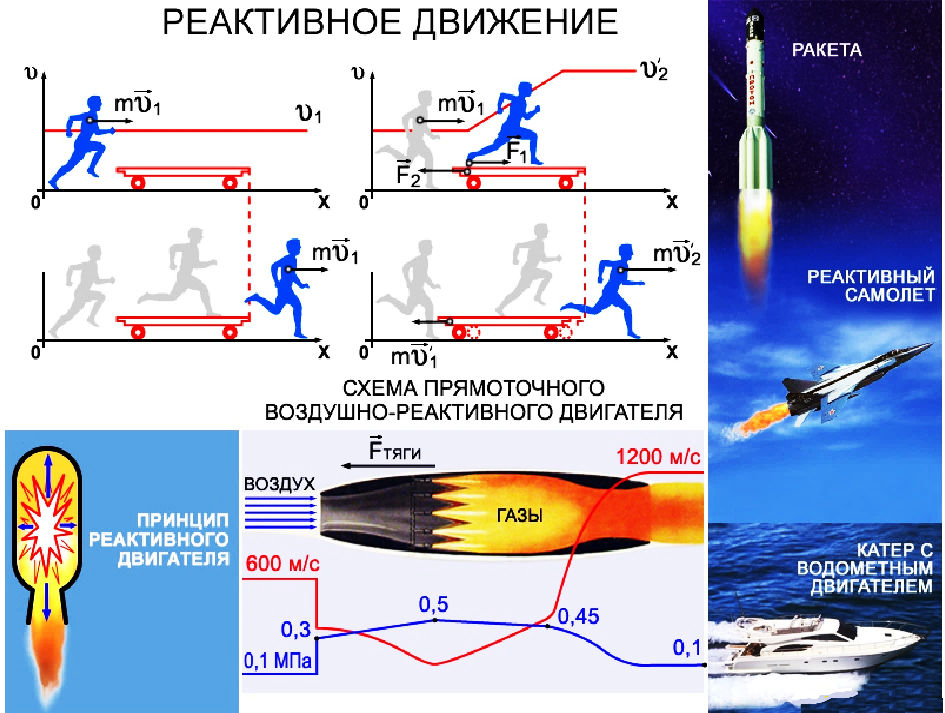 РЕАКТИВНОЕ ДВИЖЕНИЕ
υ
mυ⃗₁
υ₁
0
x
υ
mυ⃗₁
υ′₂
F⃗₁
F⃗₂
0
x
mυ⃗₁
0
x
mυ⃗′₂
mυ⃗′₁
0
x
СХЕМА ПРЯМОТОЧНОГО
ВОЗДУШНО-РЕАКТИВНОГО ДВИГАТЕЛЯ
ПРИНЦИП
РЕАКТИВНОГО
ДВИГАТЕЛЯ
F⃗тяги
1200 м/с
ВОЗДУХ
ГАЗЫ
600 м/с
0,3
0,5
0,45
0,1 МПа
0,1
РАКЕТА
ПРОТОН
РЕАКТИВНЫЙ
САМОЛЕТ
КАТЕР С
ВОДОМЕТНЫМ
ДВИГАТЕЛЕМ